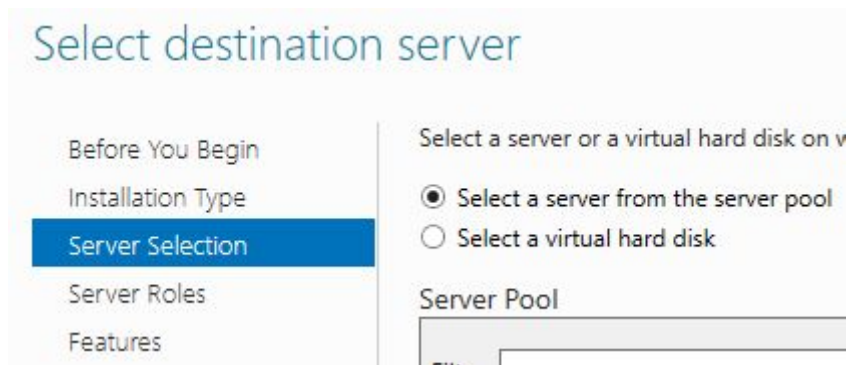 Select destination server
Before You Begin
Installation Type
Server Selection
Server Roles
Features
Select a server or a virtual hard disk on
Select a server from the server pool
Select a virtual hard disk
Server Pool